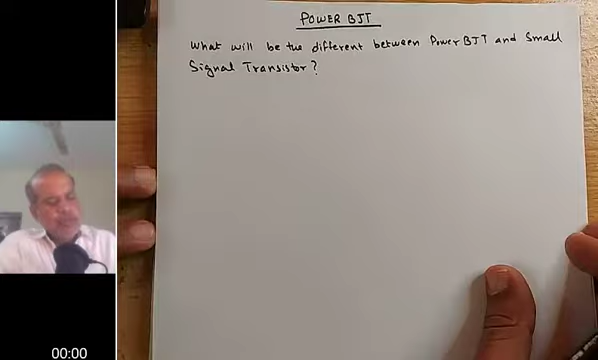 POWER BJT
What will be the different between Power BJT and Small
Signal Transistor?
00:00